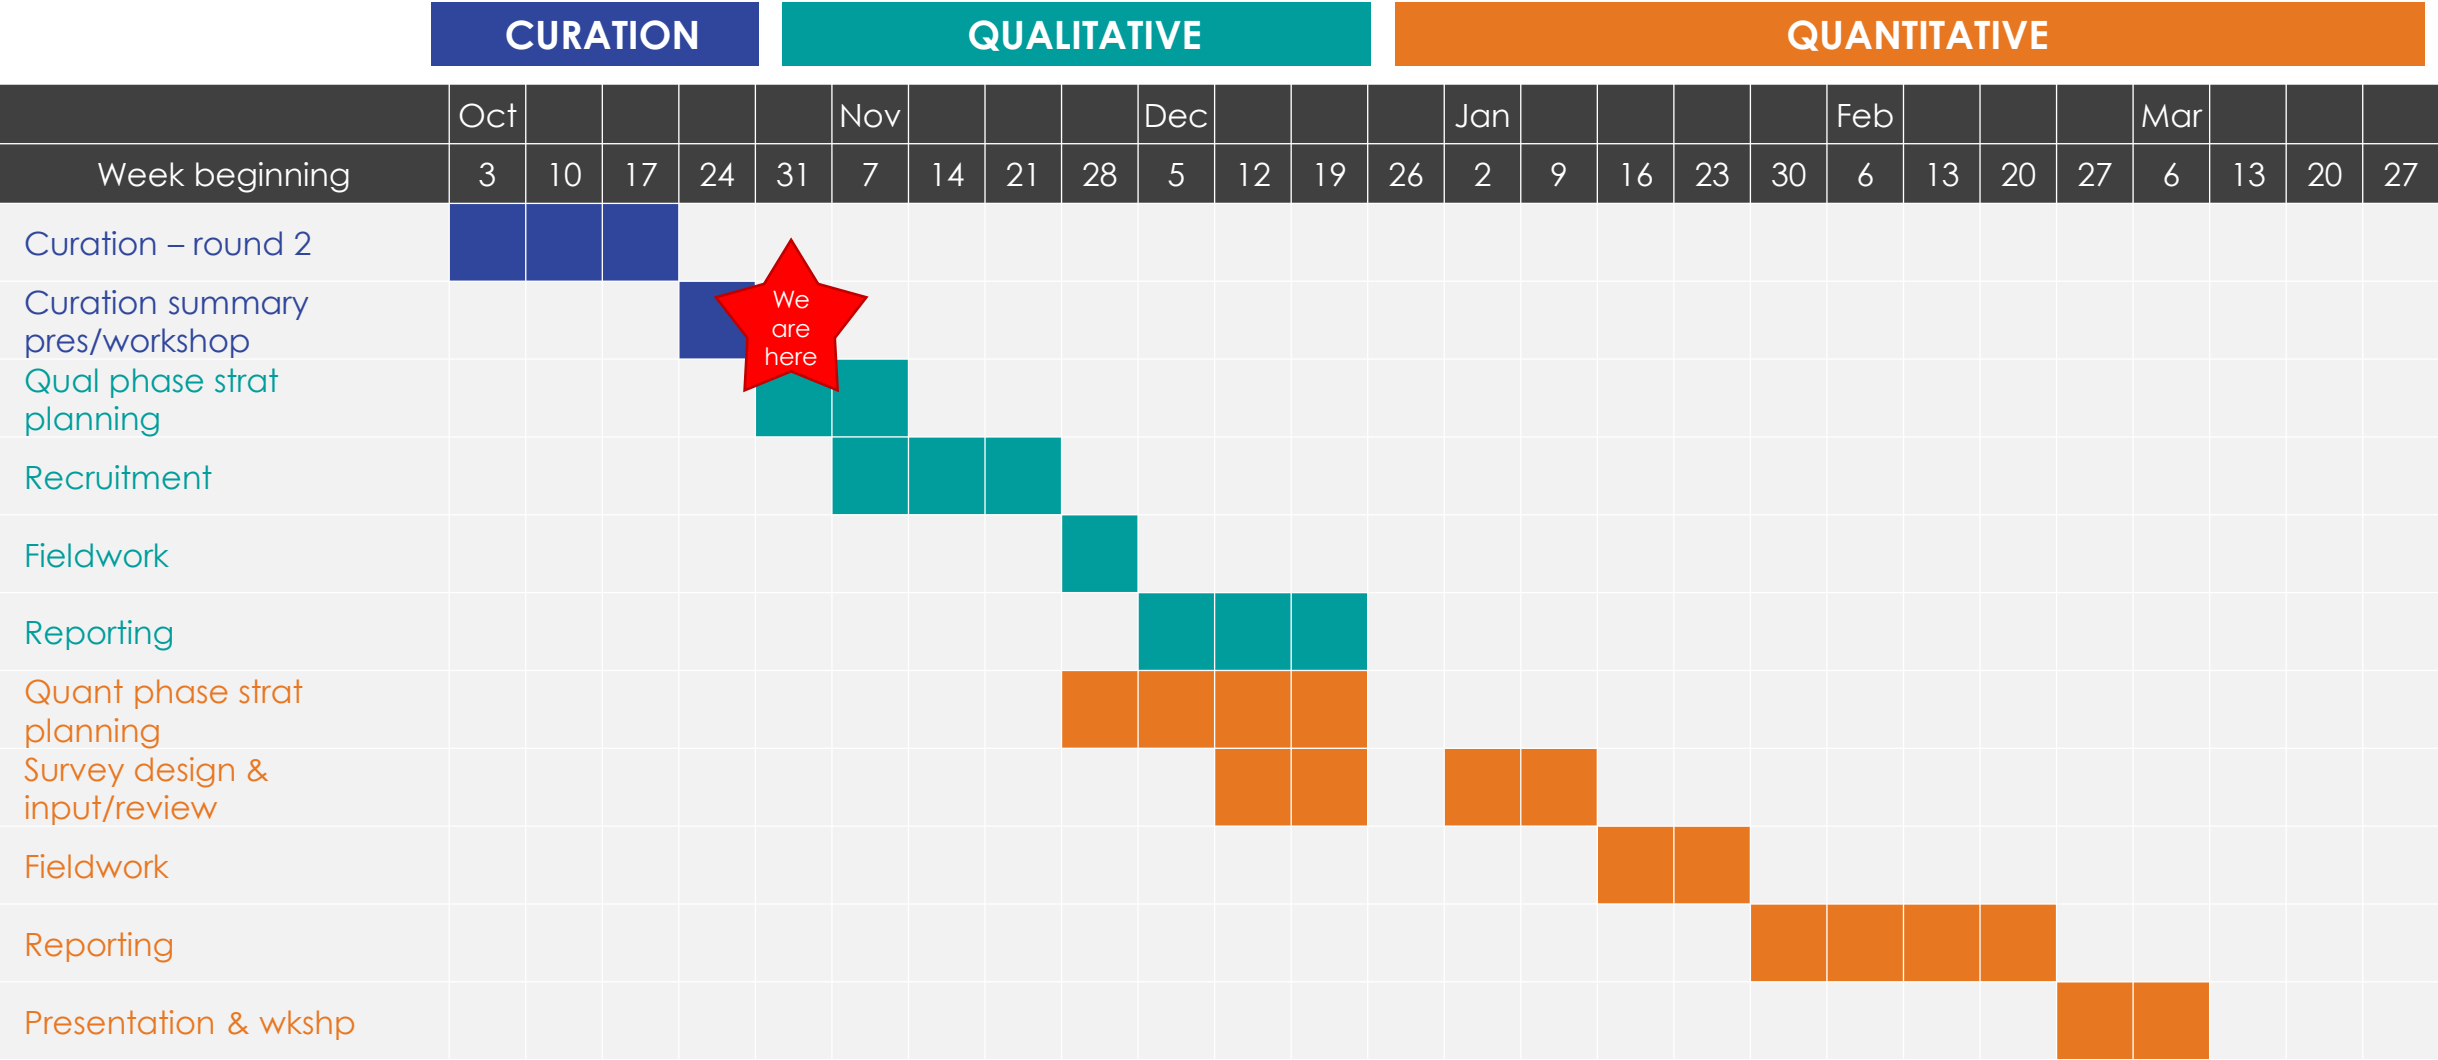 CURATION QUALITATIVE QUANTITATIVE
Oct Nov Dec Jan Feb Mar
Week beginning 3 10 17 24 31 7 14 21 28 5 12 19 26 2 9 16 23 30 6 13 20 27 6 13 20 27
Curation – round 2
Curation summary
pres/workshop
We
are
here
Qual phase strat
planning
Recruitment
Fieldwork
Reporting
Quant phase strat
planning
Survey design &
input/review
Fieldwork
Reporting
Presentation & wkshp